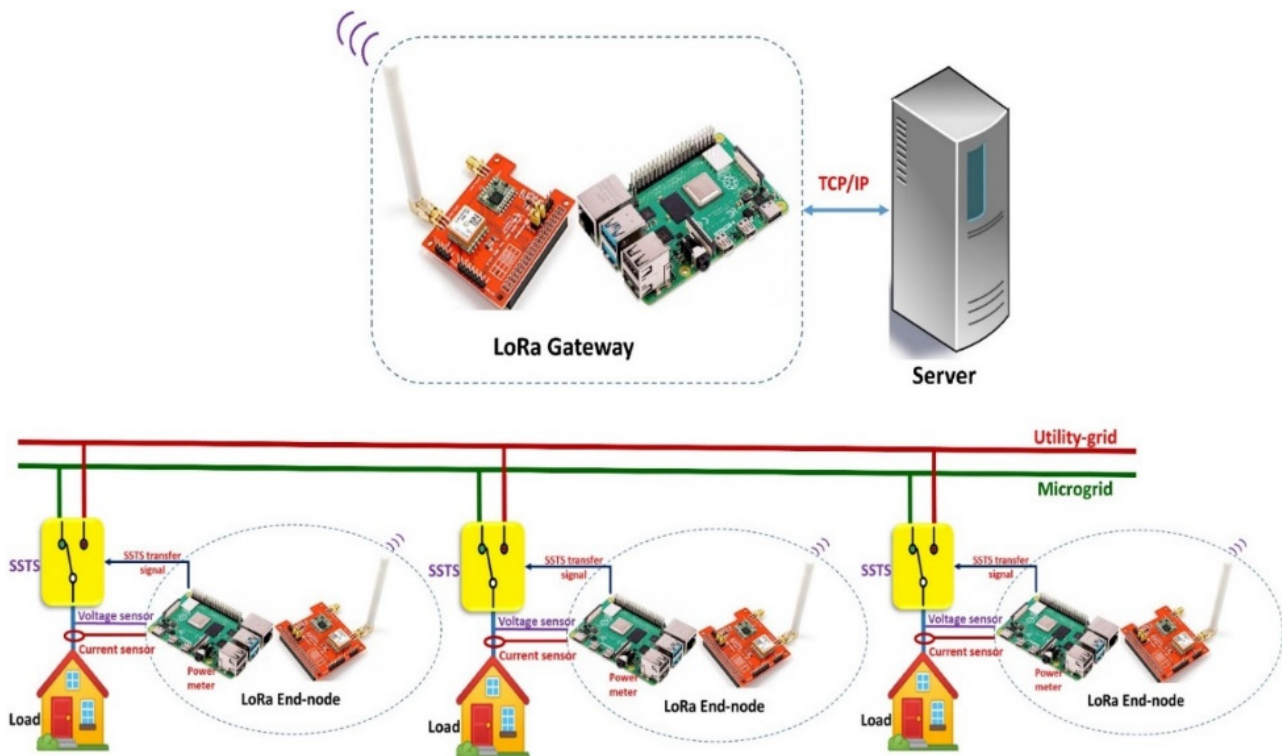 TCP/IP
LoRa Gateway
Server
Utility-grid
Microgrid
SSTS
SSTS transfer
signal
Voltage sensor
Current sensor
Power
meter
LoRa End-node
Load
SSTS
SSTS transfer
signal
Voltage sensor
Current sensor
Power
meter
LoRa End-node
Load
SSTS
SSTS transfer
signal
Voltage sensor
Current sensor
Power
meter
LoRa End-node
Load